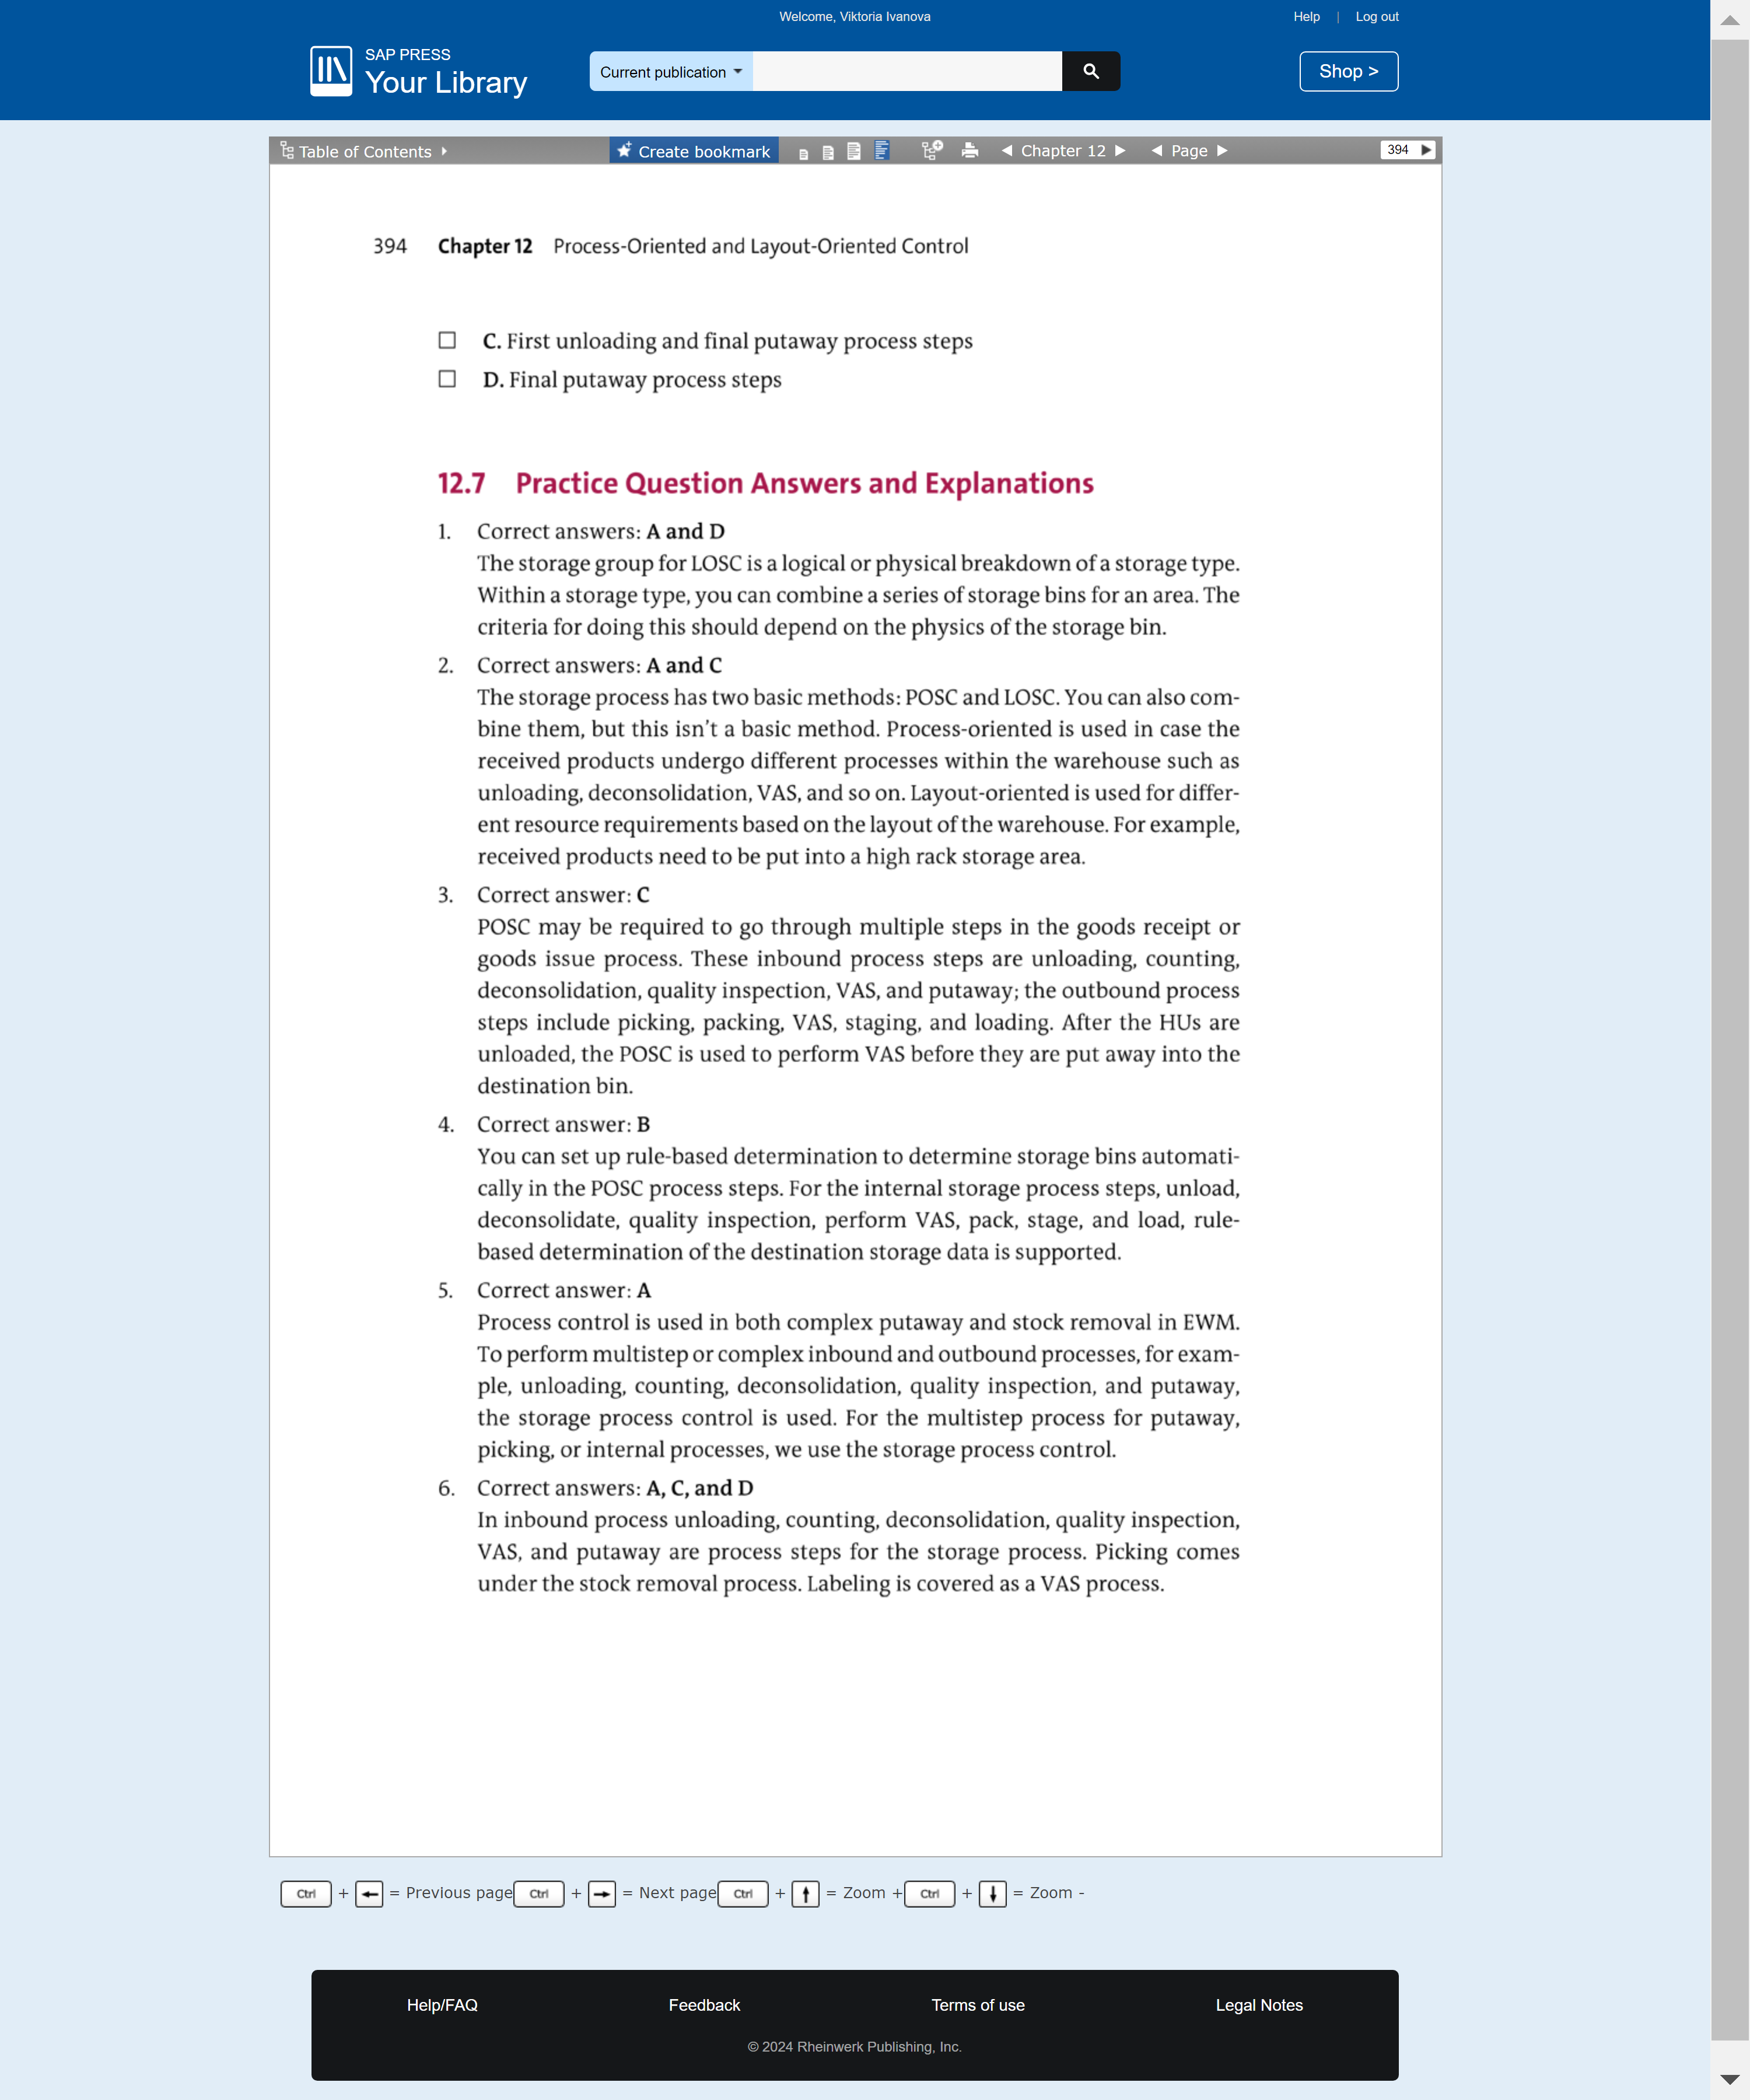 Welcome, Viktoria Ivanova
Help | Log out
SAP PRESS
Your Library
Current publication
Shop >
Table of Contents
Create bookmark
Chapter 12
Page
394
394 Chapter 12 Process-Oriented and Layout-Oriented Control
C. First unloading and final putaway process steps
D. Final putaway process steps
12.7 Practice Question Answers and Explanations
1. Correct answers: A and D
The storage group for LOSC is a logical or physical breakdown of a storage type.
Within a storage type, you can combine a series of storage bins for an area. The
criteria for doing this should depend on the physics of the storage bin.
2. Correct answers: A and C
The storage process has two basic methods: POSC and LOSC. You can also com-
bine them, but this isn't a basic method. Process-oriented is used in case the
received products undergo different processes within the warehouse such as
unloading, deconsolidation, VAS, and so on. Layout-oriented is used for differ-
ent resource requirements based on the layout of the warehouse. For example,
received products need to be put into a high rack storage area.
3. Correct answer: C
POSC may be required to go through multiple steps in the goods receipt or
goods issue process. These inbound process steps are unloading, counting,
deconsolidation, quality inspection, VAS, and putaway; the outbound process
steps include picking, packing, VAS, staging, and loading. After the HUs are
unloaded, the POSC is used to perform VAS before they are put away into the
destination bin.
4. Correct answer: B
You can set up rule-based determination to determine storage bins automati-
cally in the POSC process steps. For the internal storage process steps, unload,
deconsolidate, quality inspection, perform VAS, pack, stage, and load, rule-
based determination of the destination storage data is supported.
5. Correct answer: A
Process control is used in both complex putaway and stock removal in EWM.
To perform multistep or complex inbound and outbound processes, for exam-
ple, unloading, counting, deconsolidation, quality inspection, and putaway,
the storage process control is used. For the multistep process for putaway,
picking, or internal processes, we use the storage process control.
6. Correct answers: A, C, and D
In inbound process unloading, counting, deconsolidation, quality inspection,
VAS, and putaway are process steps for the storage process. Picking comes
under the stock removal process. Labeling is covered as a VAS process.
Ctrl + ← = Previous page Ctrl + → = Next page Ctrl + ↑ = Zoom + Ctrl + ↓ = Zoom -
Help/FAQ
Feedback
Terms of use
Legal Notes
© 2024 Rheinwerk Publishing, Inc.